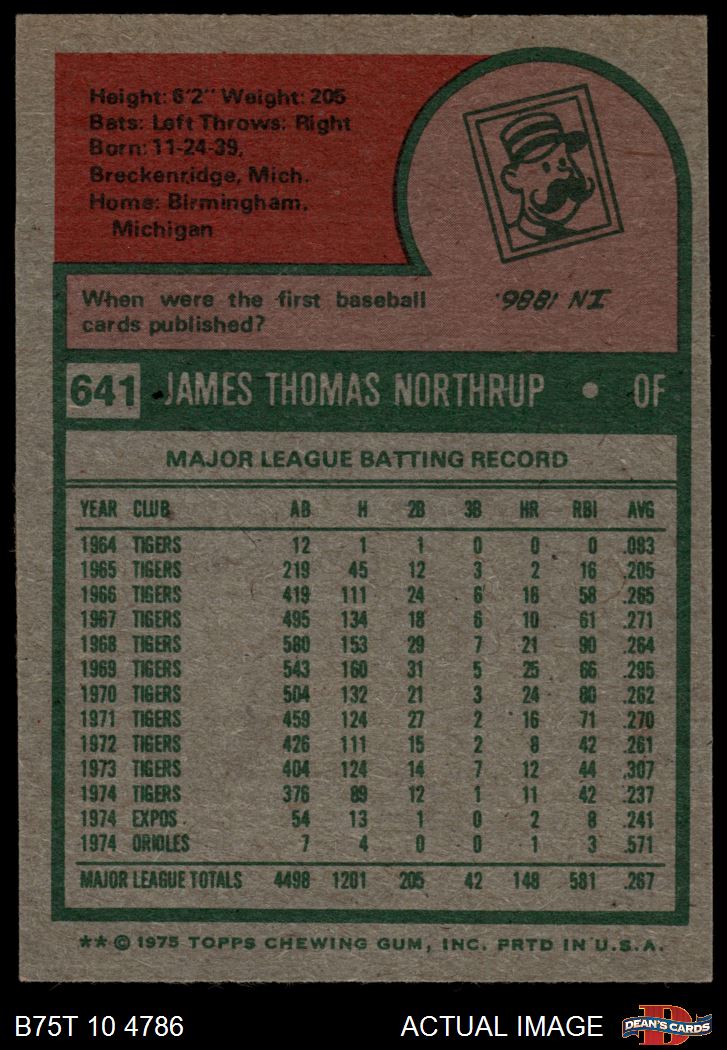 Height: 6'2" Weight: 205
Bats: Left Throws: Right
Born: 11-24-39,
Breckenridge, Mich.
Home: Birmingham,
Michigan
When were the first baseball
cards published?
IN 1886.
641 JAMES THOMAS NORTHRUP • OF
MAJOR LEAGUE BATTING RECORD
YEAR CLUB AB H 2B 3B HR RBI AVG
1964 TIGERS 12 1 1 0 0 0 .083
1965 TIGERS 219 45 12 3 2 16 .205
1966 TIGERS 419 111 24 6 16 58 .265
1967 TIGERS 495 134 18 6 10 61 .271
1968 TIGERS 580 153 29 7 21 90 .264
1969 TIGERS 543 160 31 5 25 66 .295
1970 TIGERS 504 132 21 3 24 80 .262
1971 TIGERS 459 124 27 2 16 71 .270
1972 TIGERS 426 111 15 2 8 42 .261
1973 TIGERS 404 124 14 7 12 44 .307
1974 TIGERS 376 89 12 1 11 42 .237
1974 EXPOS 54 13 1 0 2 8 .241
1974 ORIOLES 7 4 0 0 1 3 .571
MAJOR LEAGUE TOTALS 4498 1201 205 42 148 581 .267
** © 1975 TOPPS CHEWING GUM, INC. PRTD IN U.S.A.
B75T 10 4786 ACTUAL IMAGE
D
DEAN'S CARDS